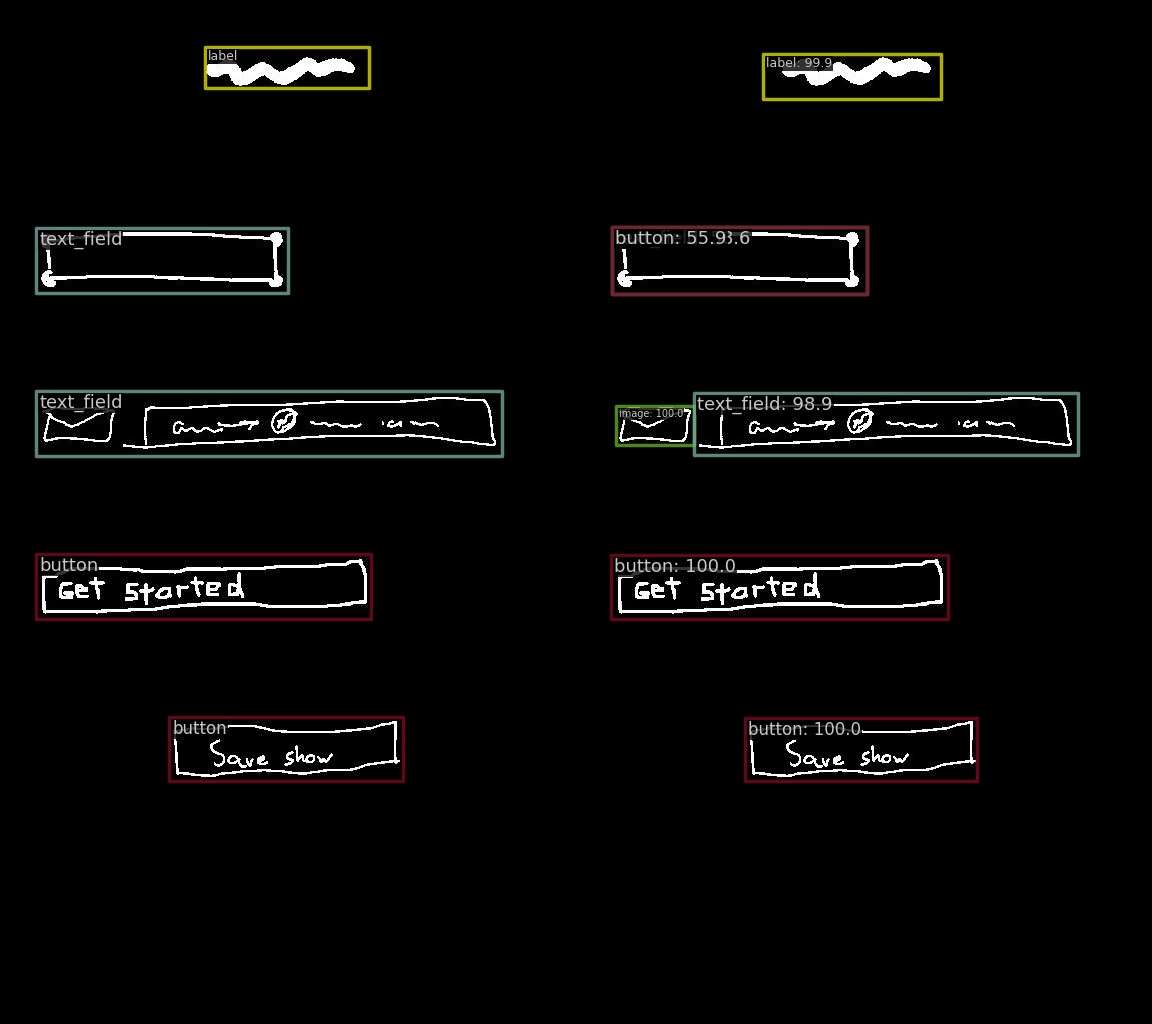 label
label: 99.9
text_field
button: 55.9
text_field
image: 100.0
text_field: 98.9
button
Get Started
button: 100.0
Get Started
button
Save show
button: 100.0
Save show